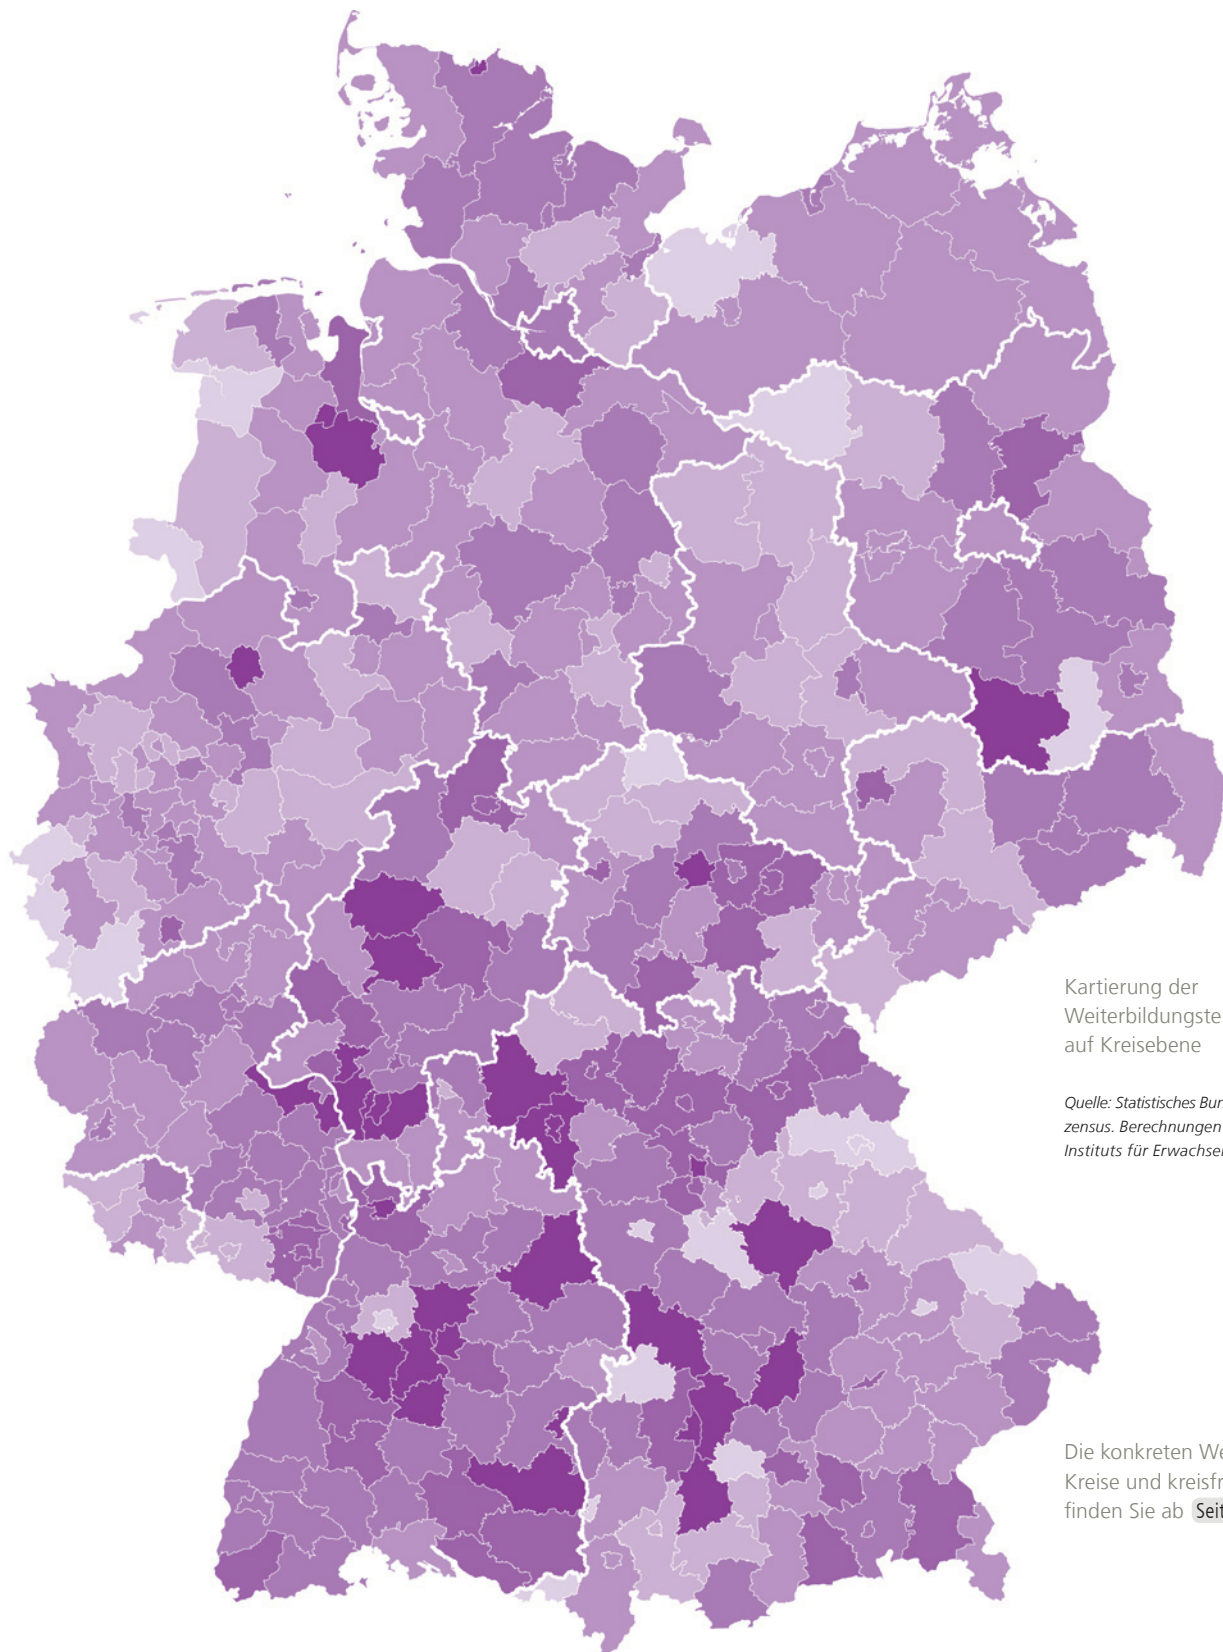 Kartierung der
Weiterbildungste
auf Kreisebene
Quelle: Statistisches Bur
zensus. Berechnungen
Instituts für Erwachsen
Die konkreten We
Kreise und kreisfr
finden Sie ab Seit